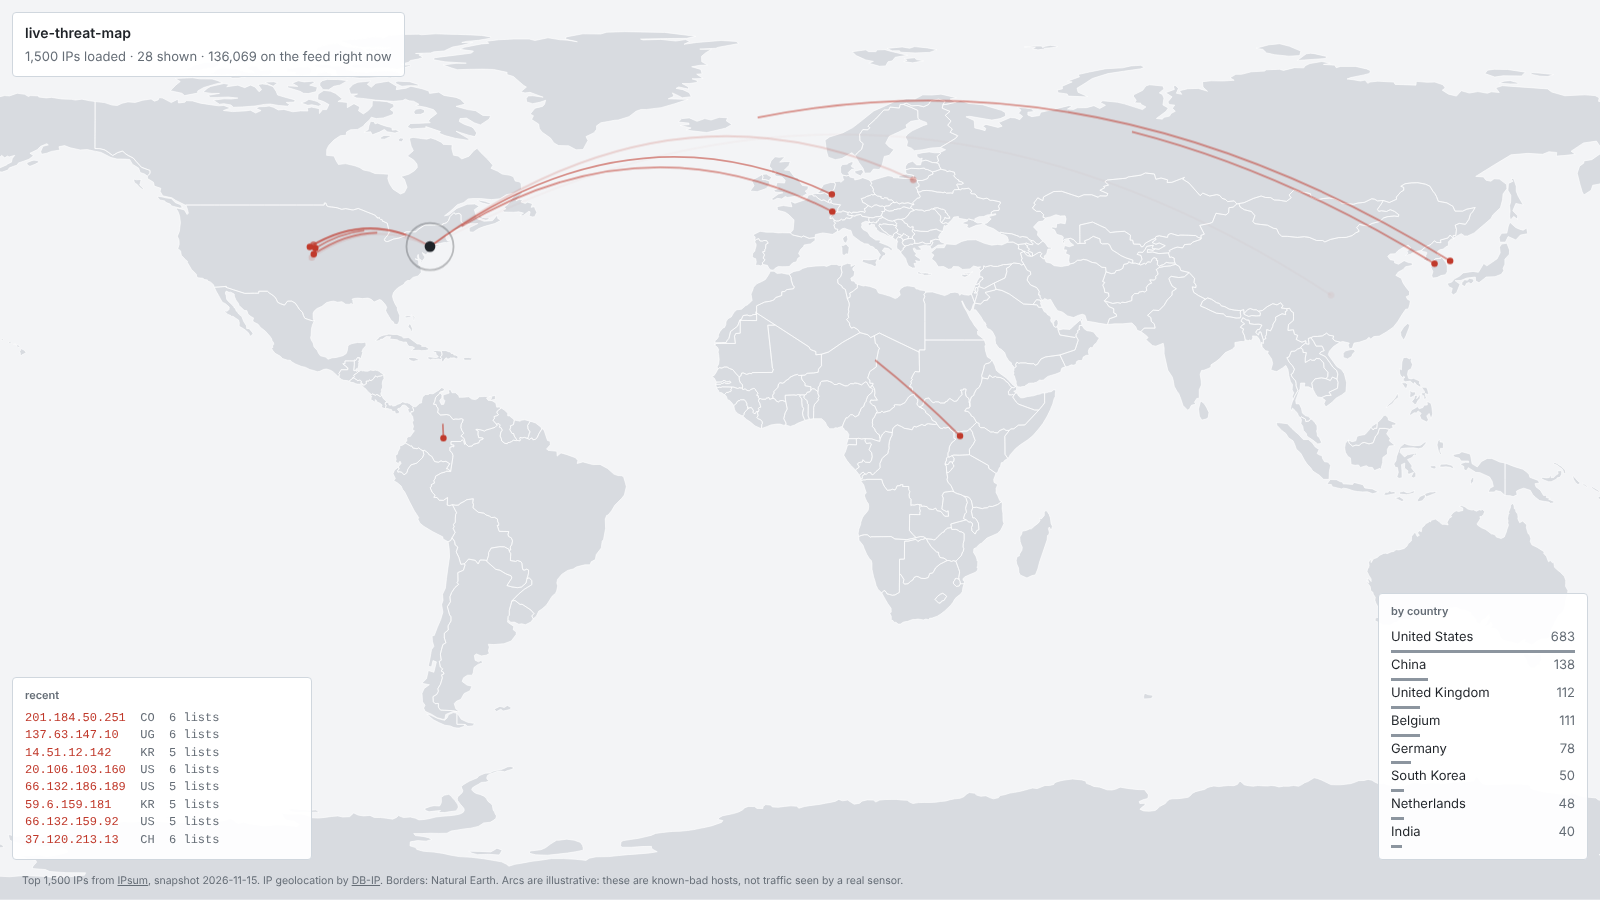 live-threat-map
1,500 IPs loaded · 28 shown · 136,069 on the feed right now
recent
201.184.50.251 CO 6 lists
137.63.147.10 UG 6 lists
14.51.12.142 KR 5 lists
20.106.103.160 US 6 lists
66.132.186.189 US 5 lists
59.6.159.181 KR 5 lists
66.132.159.92 US 5 lists
37.120.213.13 CH 6 lists
by country
United States 683
China 138
United Kingdom 112
Belgium 111
Germany 78
South Korea 50
Netherlands 48
India 40
Top 1,500 IPs from IPsum, snapshot 2026-11-15. IP geolocation by DB-IP. Borders: Natural Earth. Arcs are illustrative: these are known-bad hosts, not traffic seen by a real sensor.